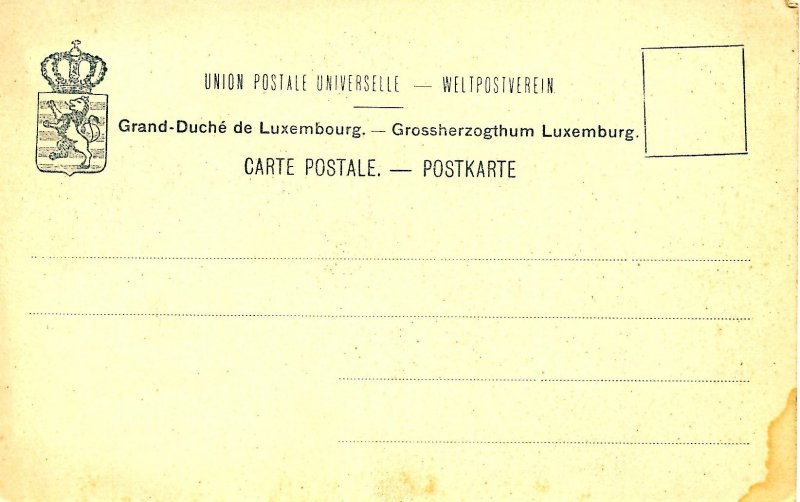 UNION POSTALE UNIVERSELLE — WELTPOSTVEREIN
Grand-Duché de Luxembourg. — Grossherzogthum Luxemburg.
CARTE POSTALE. — POSTKARTE